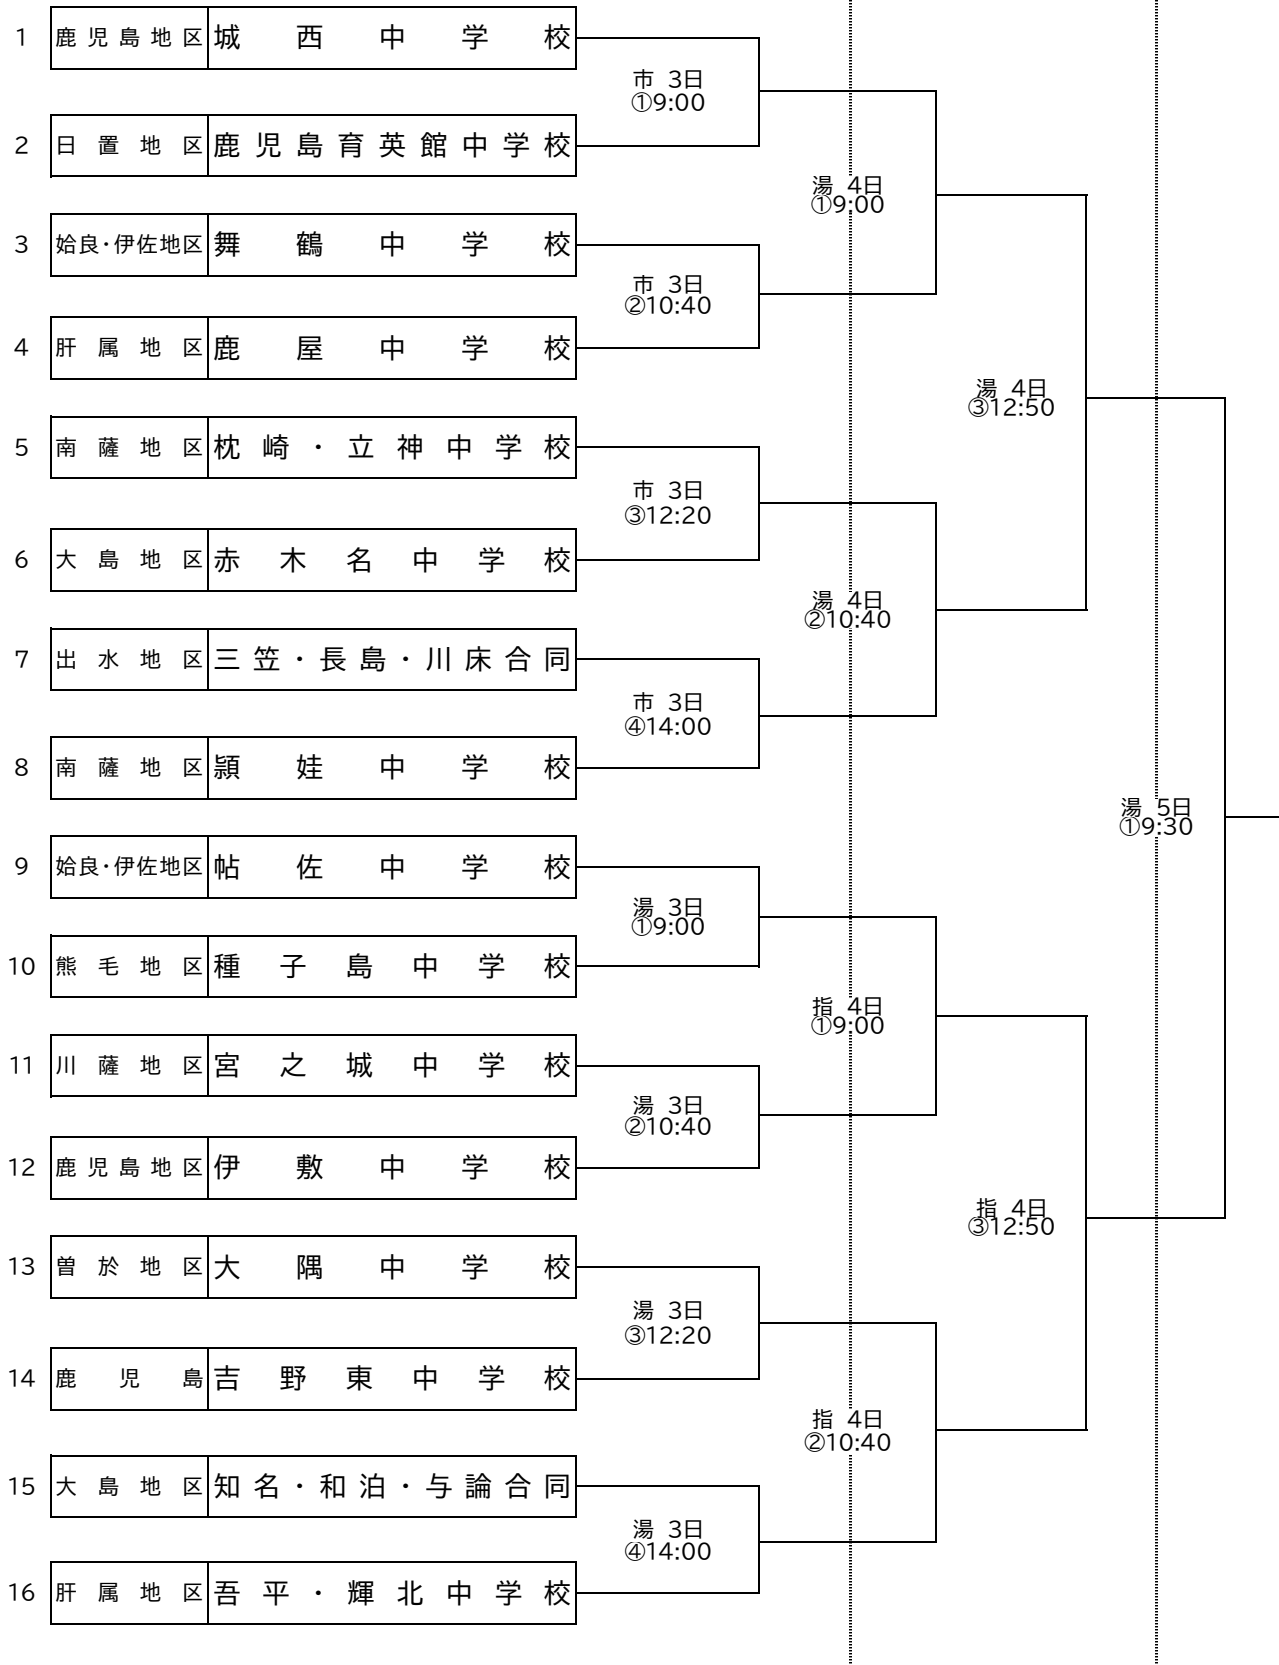 1 鹿児島地区 城西中学校
市 3日
①9:00
2 日置地区 鹿児島育英館中学校
湯 4日
①9:00
3 姶良・伊佐地区 舞鶴中学校
市 3日
②10:40
4 肝属地区 鹿屋中学校
湯 4日
③12:50
5 南薩地区 枕崎・立神中学校
市 3日
③12:20
6 大島地区 赤木名中学校
湯 4日
②10:40
7 出水地区 三笠・長島・川床合同
市 3日
④14:00
8 南薩地区 頴娃中学校
湯 5日
①9:30
9 姶良・伊佐地区 帖佐中学校
湯 3日
①9:00
10 熊毛地区 種子島中学校
指 4日
①9:00
11 川薩地区 宮之城中学校
湯 3日
②10:40
12 鹿児島地区 伊敷中学校
指 4日
③12:50
13 曽於地区 大隅中学校
湯 3日
③12:20
14 鹿児島 吉野東中学校
指 4日
②10:40
15 大島地区 知名・和泊・与論合同
湯 3日
④14:00
16 肝属地区 吾平・輝北中学校